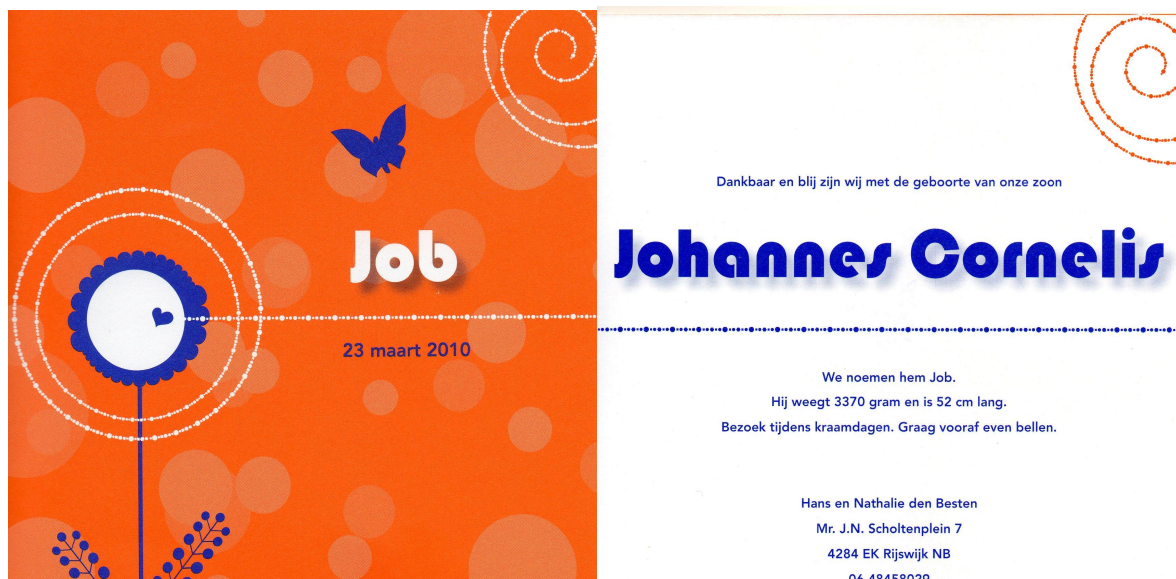 Job
23 maart 2010
Dankbaar en blij zijn wij met de geboorte van onze zoon
Johannes Cornelis
We noemen hem Job.
Hij weegt 3370 gram en is 52 cm lang.
Bezoek tijdens kraamdagen. Graag vooraf even bellen.
Hans en Nathalie den Besten
Mr. J.N. Scholtenplein 7
4284 EK Rijswijk NB
06 48458029